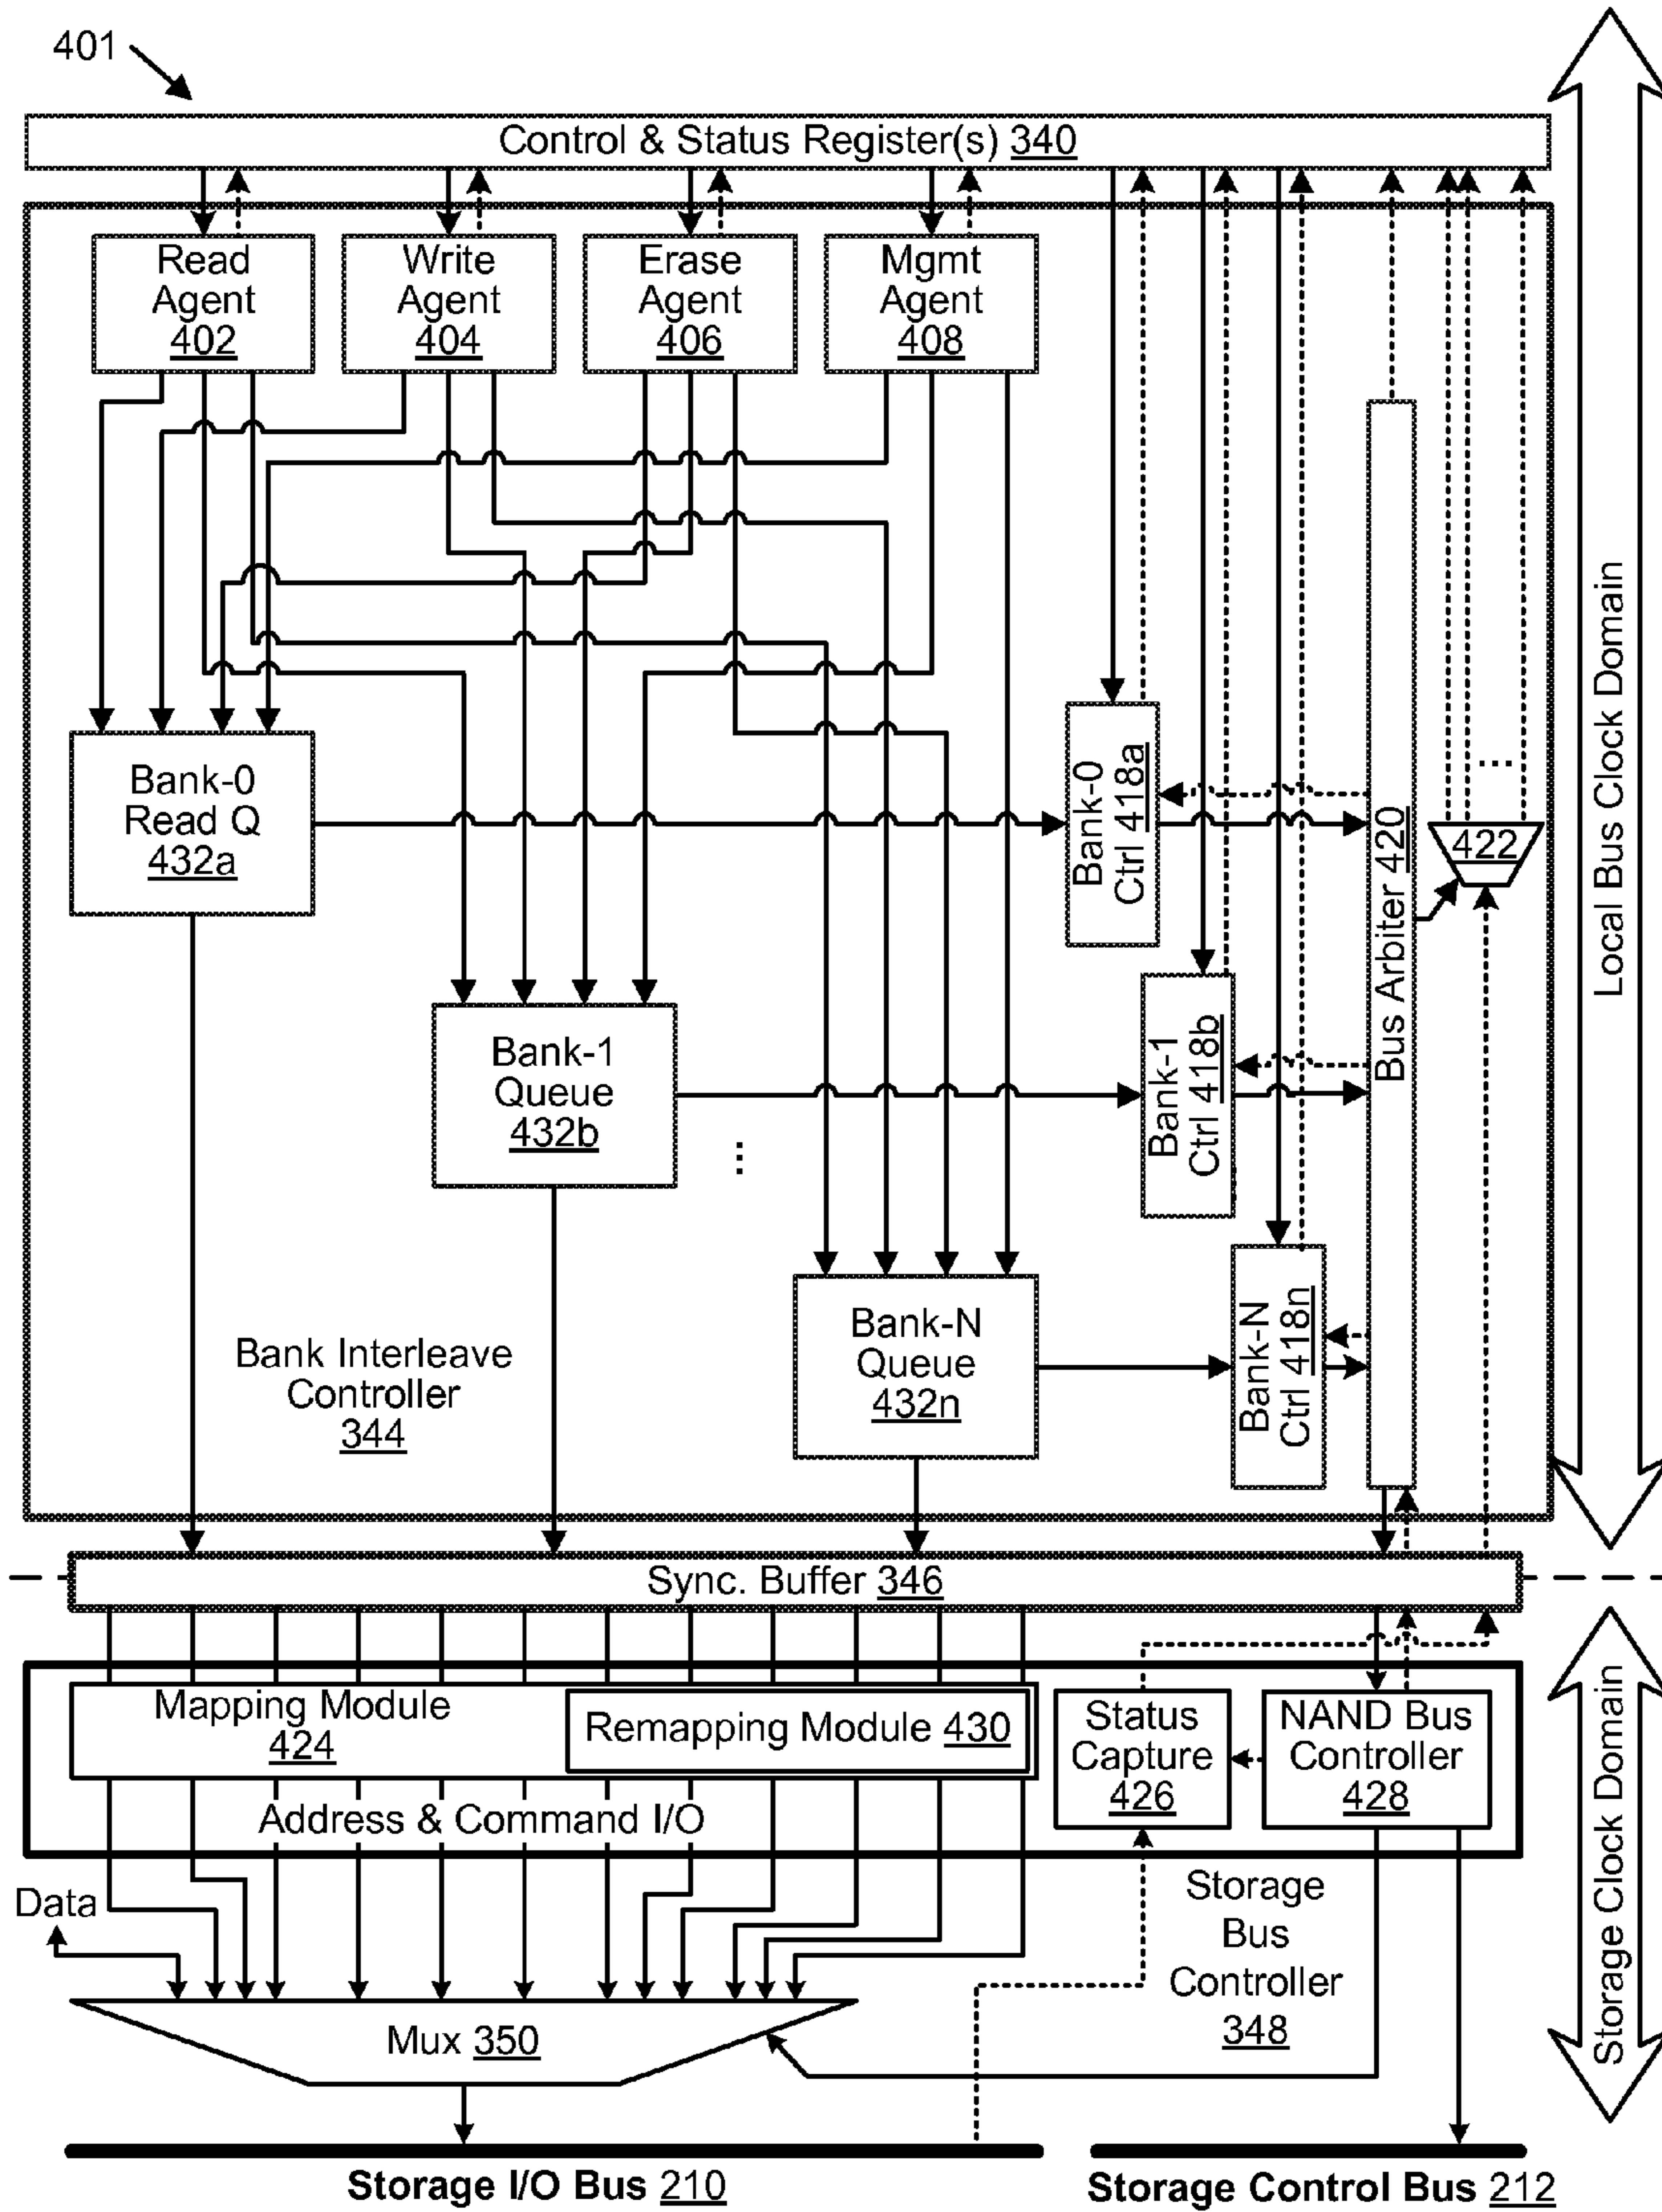 401
Control & Status Register(s) 340
Read
Agent
402
Write
Agent
404
Erase
Agent
406
Mgmt
Agent
408
Bank-0
Read Q
432a
Bank-0
Ctrl 418a
Bus Arbiter 420
422
...
Local Bus Clock Domain
Bank-1
Queue
432b
...
Bank-1
Ctrl 418b
Bank-N
Queue
432n
Bank-N
Ctrl 418n
Bank Interleave
Controller
344
Sync. Buffer 346
Mapping Module
424
Remapping Module 430
Status
Capture
426
NAND Bus
Controller
428
Address & Command I/O
Storage Clock Domain
Data
Storage
Bus
Controller
348
Mux 350
Storage I/O Bus 210
Storage Control Bus 212